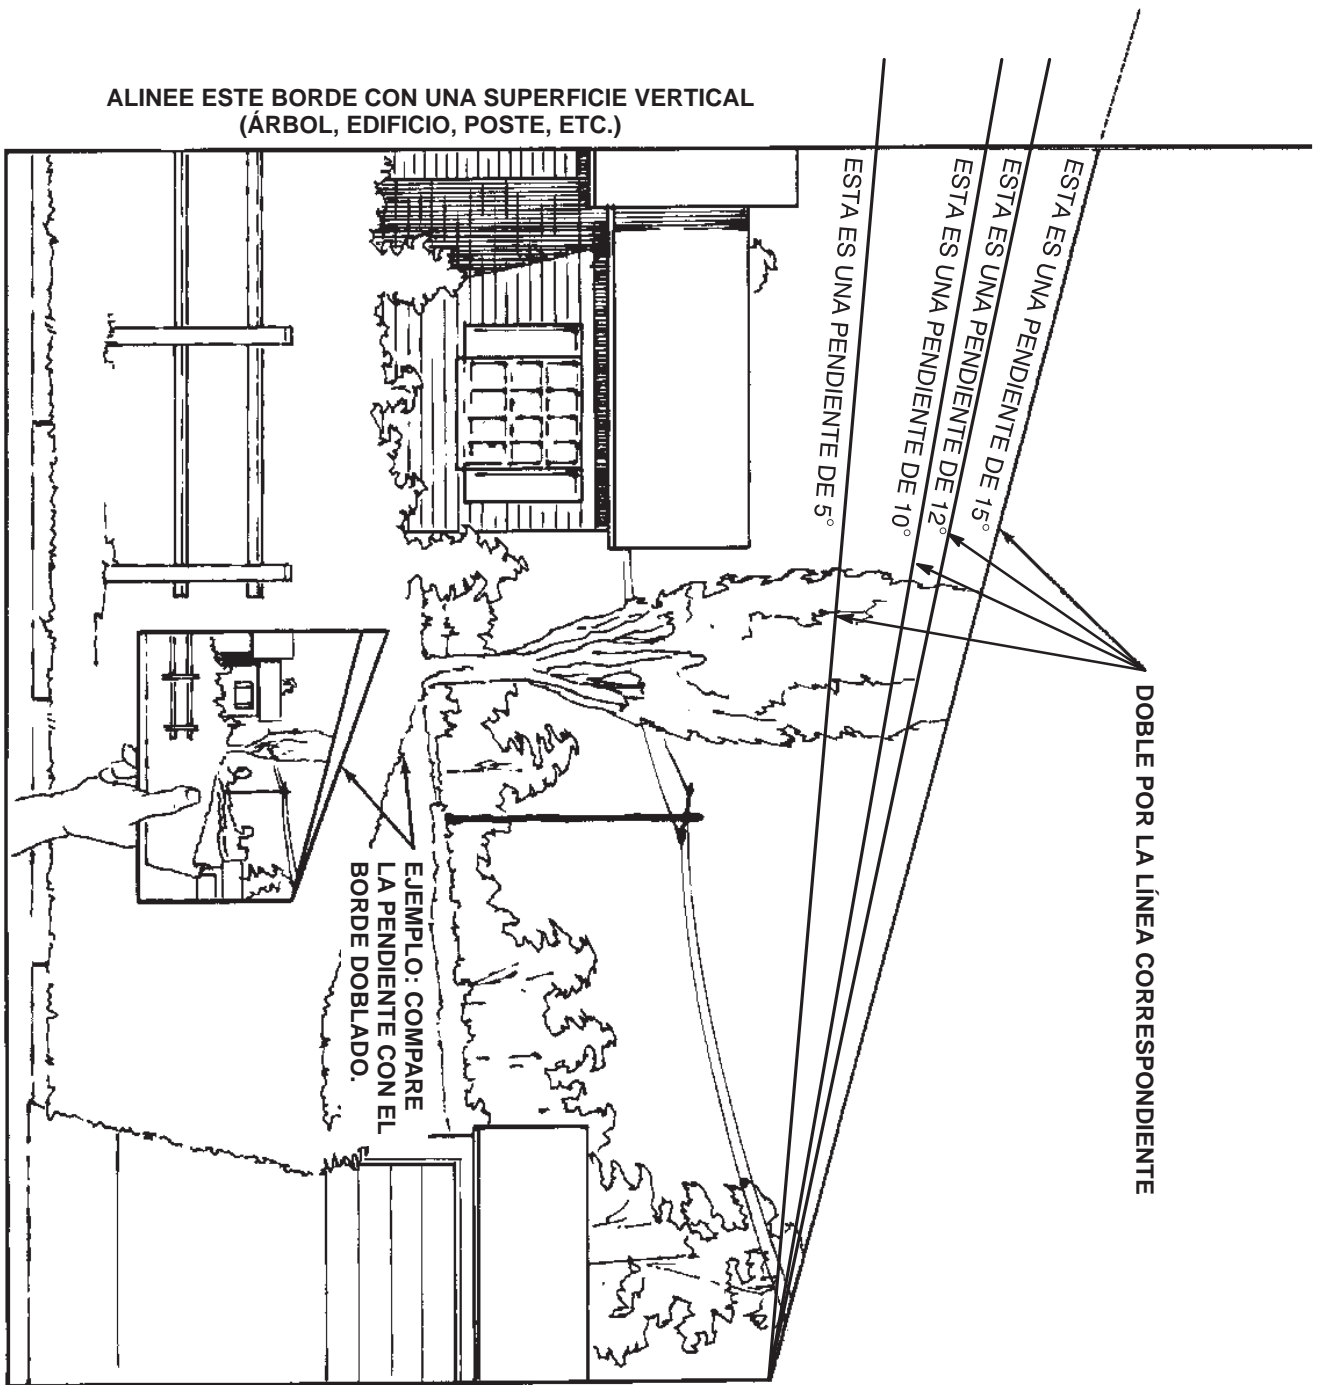 ALINEE ESTE BORDE CON UNA SUPERFICIE VERTICAL
(ÁRBOL, EDIFICIO, POSTE, ETC.)
ESTA ES UNA PENDIENTE DE 15°
ESTA ES UNA PENDIENTE DE 12°
ESTA ES UNA PENDIENTE DE 10°
ESTA ES UNA PENDIENTE DE 5°
DOBLE POR LA LÍNEA CORRESPONDIENTE
EJEMPLO: COMPARE
LA PENDIENTE CON EL
BORDE DOBLADO.